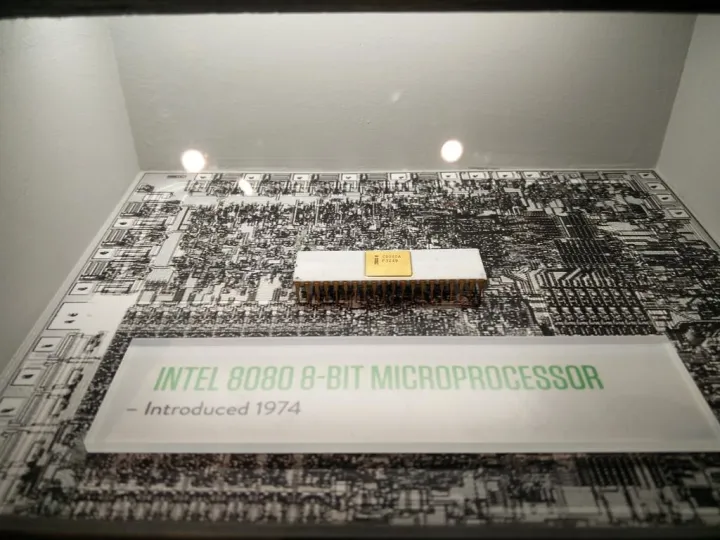 INTEL 8080 8-BIT MICROPROCESSOR
– Introduced 1974